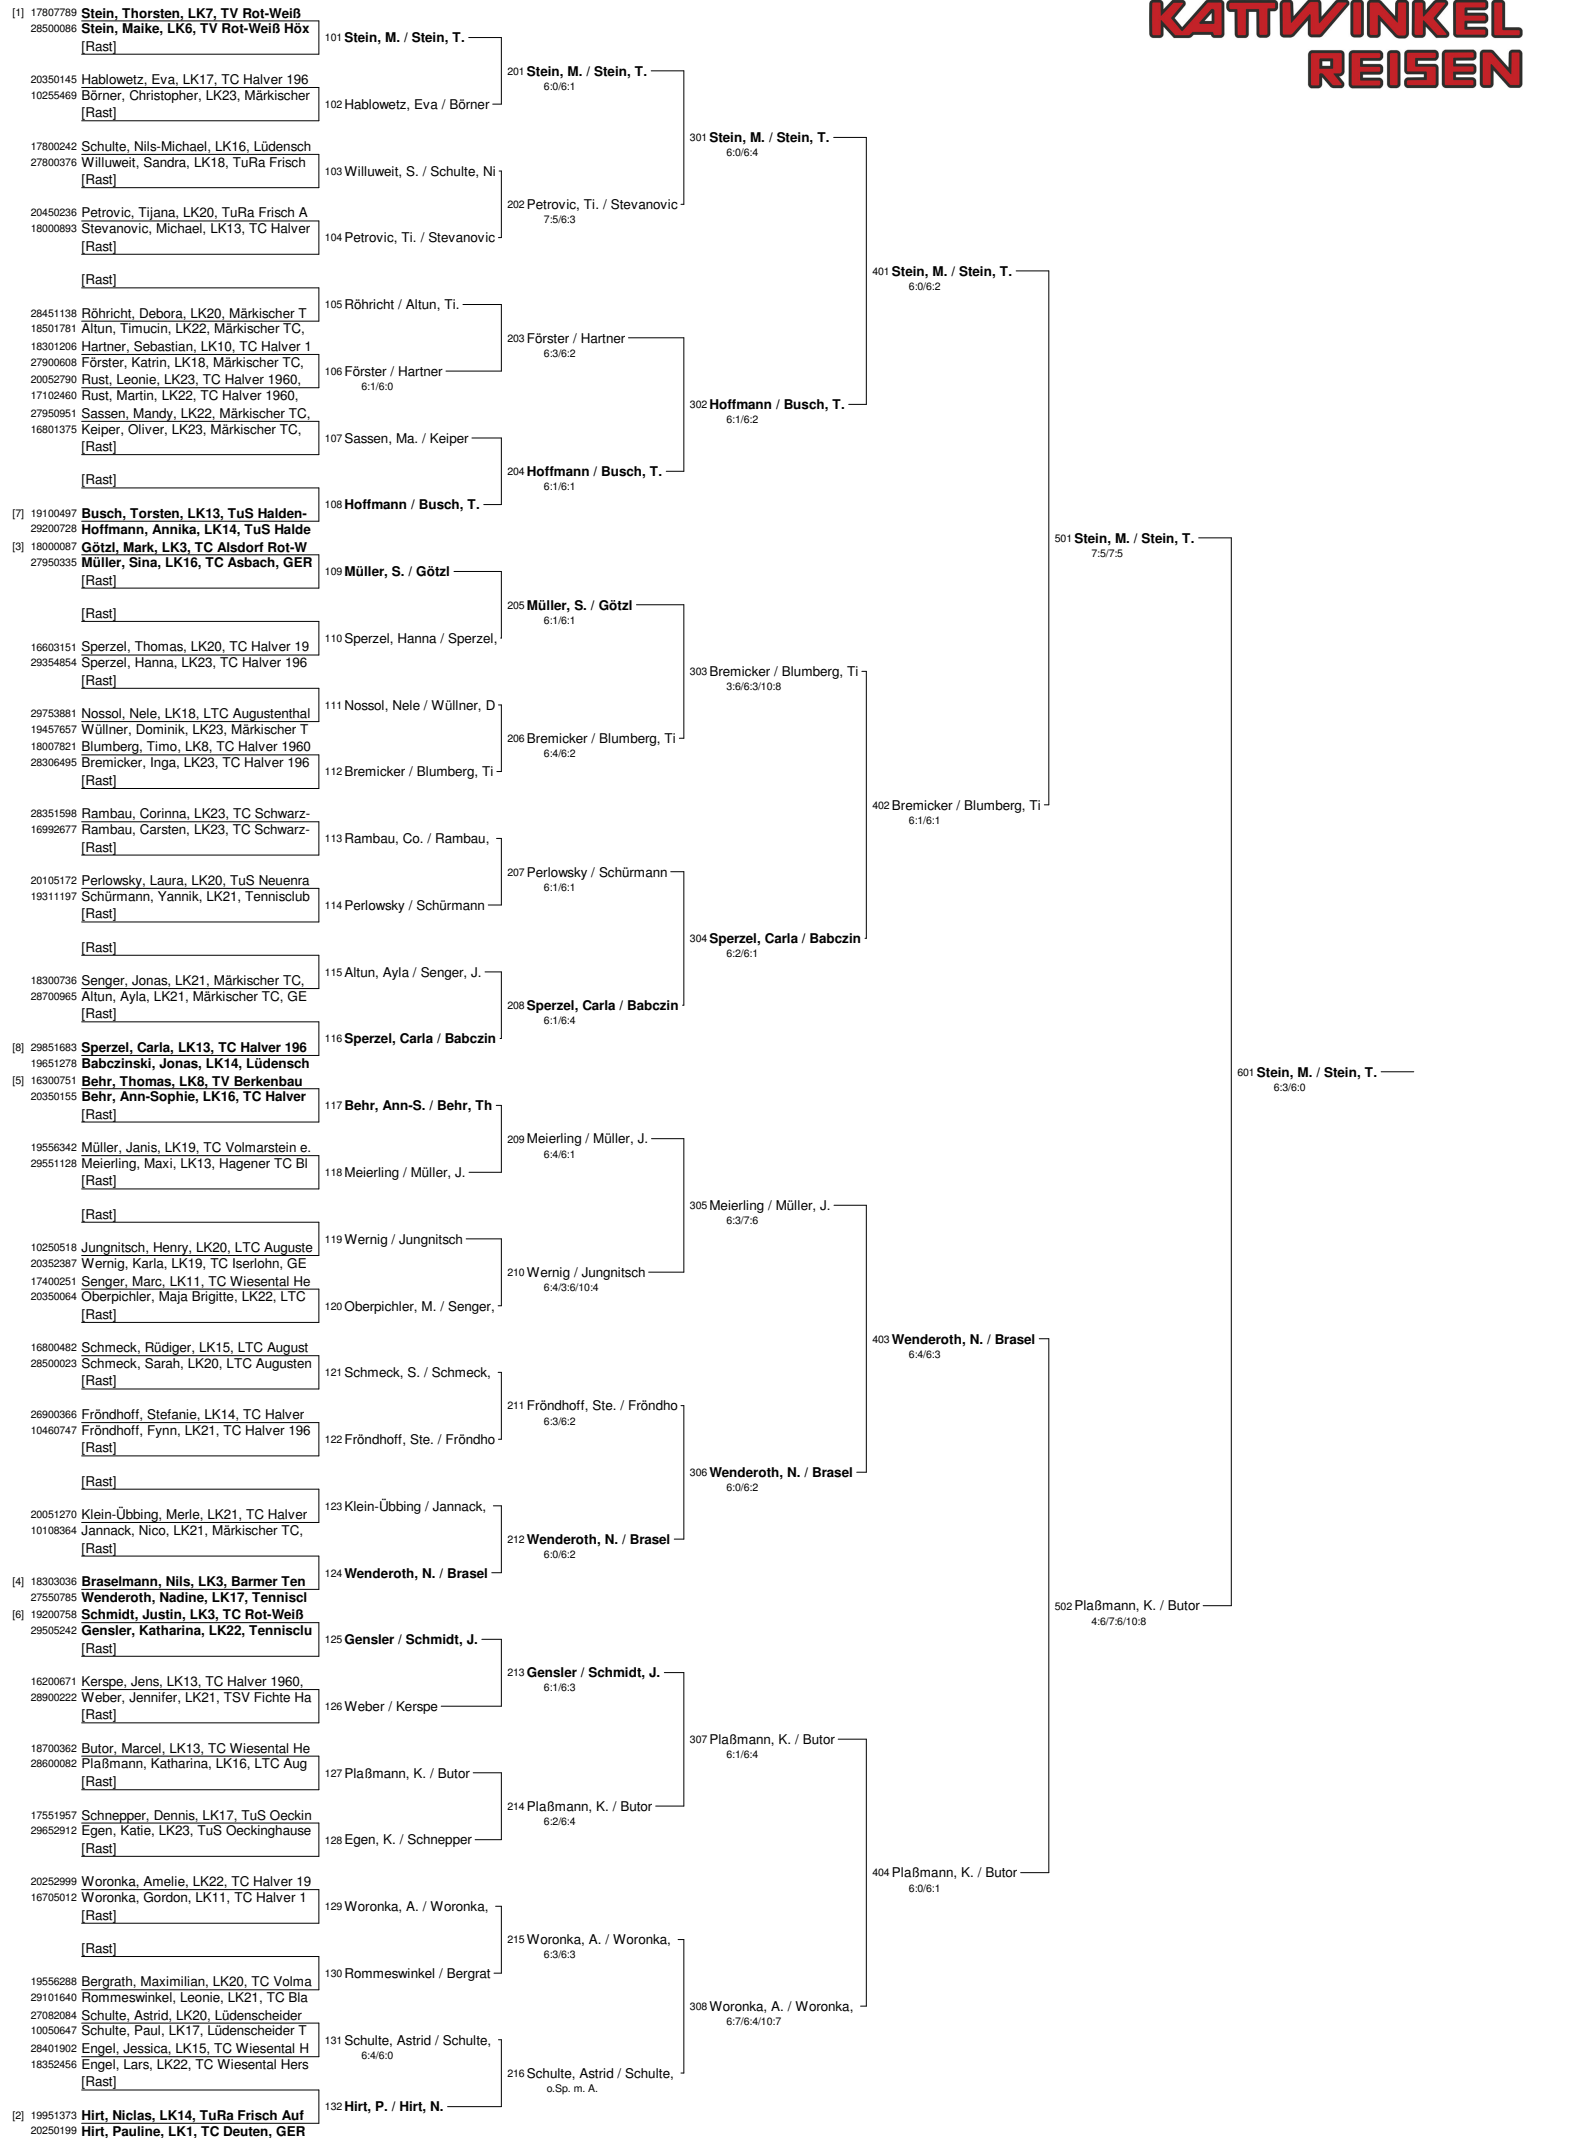 KATTWINKEL
REISEN
[1] 17807789 Stein, Thorsten, LK7, TV Rot-Weiß
28500086 Stein, Maike, LK6, TV Rot-Weiß Höx
[Rast]
101 Stein, M. / Stein, T.
201 Stein, M. / Stein, T.
6:0/6:1
20350145 Hablowetz, Eva, LK17, TC Halver 196
10255469 Börner, Christopher, LK23, Märkischer
[Rast]
102 Hablowetz, Eva / Börner
301 Stein, M. / Stein, T.
6:0/6:4
17800242 Schulte, Nils-Michael, LK16, Lüdensch
27800376 Willuweit, Sandra, LK18, TuRa Frisch
[Rast]
103 Willuweit, S. / Schulte, Ni
202 Petrovic, Ti. / Stevanovic
7:5/6:3
20450236 Petrovic, Tijana, LK20, TuRa Frisch A
18000893 Stevanovic, Michael, LK13, TC Halver
[Rast]
104 Petrovic, Ti. / Stevanovic
401 Stein, M. / Stein, T.
6:0/6:2
[Rast]
28451138 Röhricht, Debora, LK20, Märkischer T
18501781 Altun, Timucin, LK22, Märkischer TC,
105 Röhricht / Altun, Ti.
203 Förster / Hartner
6:3/6:2
18301206 Hartner, Sebastian, LK10, TC Halver 1
27900608 Förster, Katrin, LK18, Märkischer TC,
20052790 Rust, Leonie, LK23, TC Halver 1960,
17102460 Rust, Martin, LK22, TC Halver 1960,
106 Förster / Hartner
6:1/6:0
302 Hoffmann / Busch, T.
6:1/6:2
27950951 Sassen, Mandy, LK22, Märkischer TC,
16801375 Keiper, Oliver, LK23, Märkischer TC,
[Rast]
107 Sassen, Ma. / Keiper
204 Hoffmann / Busch, T.
6:1/6:1
[Rast]
[7] 19100497 Busch, Torsten, LK13, TuS Halden-
29200728 Hoffmann, Annika, LK14, TuS Halde
108 Hoffmann / Busch, T.
501 Stein, M. / Stein, T.
7:5/7:5
[3] 18000087 Götzl, Mark, LK3, TC Alsdorf Rot-W
27950335 Müller, Sina, LK16, TC Asbach, GER
[Rast]
109 Müller, S. / Götzl
205 Müller, S. / Götzl
6:1/6:1
[Rast]
16603151 Sperzel, Thomas, LK20, TC Halver 19
29354854 Sperzel, Hanna, LK23, TC Halver 196
110 Sperzel, Hanna / Sperzel,
303 Bremicker / Blumberg, Ti
3:6/6:3/10:8
[Rast]
29753881 Nossol, Nele, LK18, LTC Augustenthal
19457657 Wüllner, Dominik, LK23, Märkischer T
111 Nossol, Nele / Wüllner, D
206 Bremicker / Blumberg, Ti
6:4/6:2
18007821 Blumberg, Timo, LK8, TC Halver 1960
28306495 Bremicker, Inga, LK23, TC Halver 196
[Rast]
112 Bremicker / Blumberg, Ti
402 Bremicker / Blumberg, Ti
6:1/6:1
28351598 Rambau, Corinna, LK23, TC Schwarz-
16992677 Rambau, Carsten, LK23, TC Schwarz-
[Rast]
113 Rambau, Co. / Rambau,
207 Perlowsky / Schürmann
6:1/6:1
20105172 Perlowsky, Laura, LK20, TuS Neuenra
19311197 Schürmann, Yannik, LK21, Tennisclub
[Rast]
114 Perlowsky / Schürmann
304 Sperzel, Carla / Babczin
6:2/6:1
[Rast]
18300736 Senger, Jonas, LK21, Märkischer TC,
28700965 Altun, Ayla, LK21, Märkischer TC, GE
115 Altun, Ayla / Senger, J.
208 Sperzel, Carla / Babczin
6:1/6:4
[Rast]
[8] 29851683 Sperzel, Carla, LK13, TC Halver 196
19651278 Babczinski, Jonas, LK14, Lüdensch
116 Sperzel, Carla / Babczin
601 Stein, M. / Stein, T.
6:3/6:0
[5] 16300751 Behr, Thomas, LK8, TV Berkenbau
20350155 Behr, Ann-Sophie, LK16, TC Halver
[Rast]
117 Behr, Ann-S. / Behr, Th
209 Meierling / Müller, J.
6:4/6:1
19556342 Müller, Janis, LK19, TC Volmarstein e.
29551128 Meierling, Maxi, LK13, Hagener TC Bl
[Rast]
118 Meierling / Müller, J.
305 Meierling / Müller, J.
6:3/7:6
[Rast]
10250518 Jungnitsch, Henry, LK20, LTC Auguste
20352387 Wernig, Karla, LK19, TC Iserlohn, GE
119 Wernig / Jungnitsch
210 Wernig / Jungnitsch
6:4/3:6/10:4
17400251 Senger, Marc, LK11, TC Wiesental He
20350064 Oberpichler, Maja Brigitte, LK22, LTC
[Rast]
120 Oberpichler, M. / Senger,
403 Wenderoth, N. / Brasel
6:4/6:3
16800482 Schmeck, Rüdiger, LK15, LTC August
28500023 Schmeck, Sarah, LK20, LTC Augusten
[Rast]
121 Schmeck, S. / Schmeck,
211 Fröndhoff, Ste. / Fröndho
6:3/6:2
26900366 Fröndhoff, Stefanie, LK14, TC Halver
10460747 Fröndhoff, Fynn, LK21, TC Halver 196
[Rast]
122 Fröndhoff, Ste. / Fröndho
306 Wenderoth, N. / Brasel
6:0/6:2
[Rast]
20051270 Klein-Übbing, Merle, LK21, TC Halver
10108364 Jannack, Nico, LK21, Märkischer TC,
123 Klein-Übbing / Jannack,
212 Wenderoth, N. / Brasel
6:0/6:2
[Rast]
[4] 18303036 Braselmann, Nils, LK3, Barmer Ten
27550785 Wenderoth, Nadine, LK17, Tenniscl
124 Wenderoth, N. / Brasel
502 Plaßmann, K. / Butor
4:6/7:6/10:8
[6] 19200758 Schmidt, Justin, LK3, TC Rot-Weiß
29505242 Gensler, Katharina, LK22, Tennisclu
[Rast]
125 Gensler / Schmidt, J.
213 Gensler / Schmidt, J.
6:1/6:3
16200671 Kerspe, Jens, LK13, TC Halver 1960,
28900222 Weber, Jennifer, LK21, TSV Fichte Ha
[Rast]
126 Weber / Kerspe
307 Plaßmann, K. / Butor
6:1/6:4
18700362 Butor, Marcel, LK13, TC Wiesental He
28600082 Plaßmann, Katharina, LK16, LTC Aug
[Rast]
127 Plaßmann, K. / Butor
214 Plaßmann, K. / Butor
6:2/6:4
17551957 Schnepper, Dennis, LK17, TuS Oeckin
29652912 Egen, Katie, LK23, TuS Oeckinghause
[Rast]
128 Egen, K. / Schnepper
404 Plaßmann, K. / Butor
6:0/6:1
20252999 Woronka, Amelie, LK22, TC Halver 19
16705012 Woronka, Gordon, LK11, TC Halver 1
[Rast]
129 Woronka, A. / Woronka,
215 Woronka, A. / Woronka,
6:3/6:3
[Rast]
19556288 Bergrath, Maximilian, LK20, TC Volma
29101640 Rommeswinkel, Leonie, LK21, TC Bla
130 Rommeswinkel / Bergrat
308 Woronka, A. / Woronka,
6:7/6:4/10:7
27082084 Schulte, Astrid, LK20, Lüdenscheider
10050647 Schulte, Paul, LK17, Lüdenscheider T
28401902 Engel, Jessica, LK15, TC Wiesental H
18352456 Engel, Lars, LK22, TC Wiesental Hers
131 Schulte, Astrid / Schulte,
6:4/6:0
216 Schulte, Astrid / Schulte,
o.Sp. m. A.
[Rast]
[2] 19951373 Hirt, Niclas, LK14, TuRa Frisch Auf
20250199 Hirt, Pauline, LK1, TC Deuten, GER
132 Hirt, P. / Hirt, N.